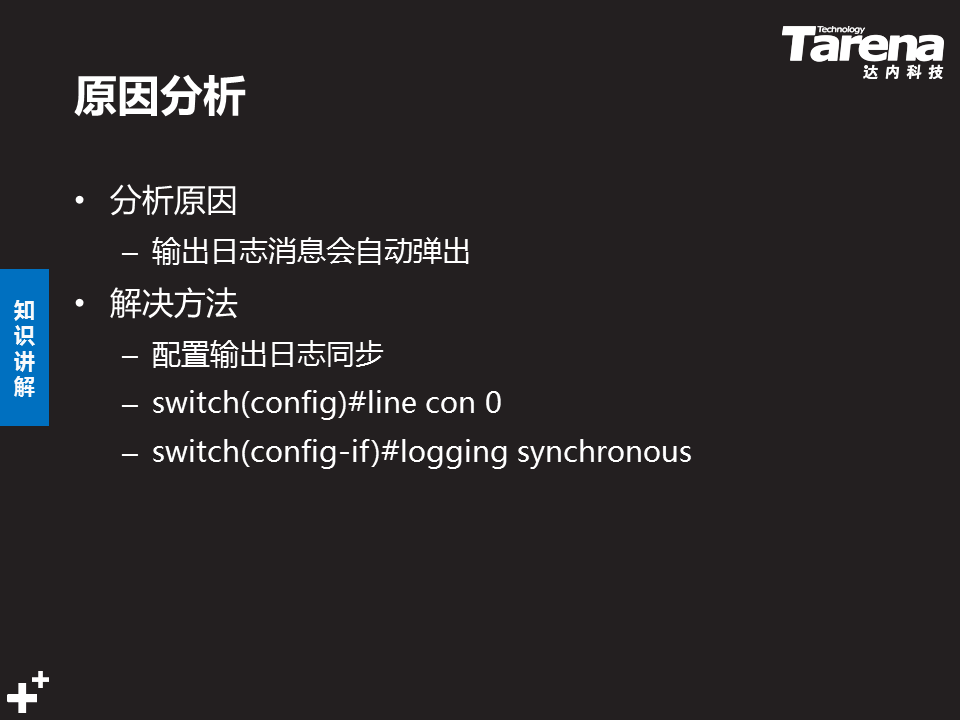 Technology
Tarena
达内科技
原因分析
• 分析原因
– 输出日志消息会自动弹出
• 解决方法
– 配置输出日志同步
– switch(config)#line con 0
– switch(config-if)#logging synchronous
知识讲解